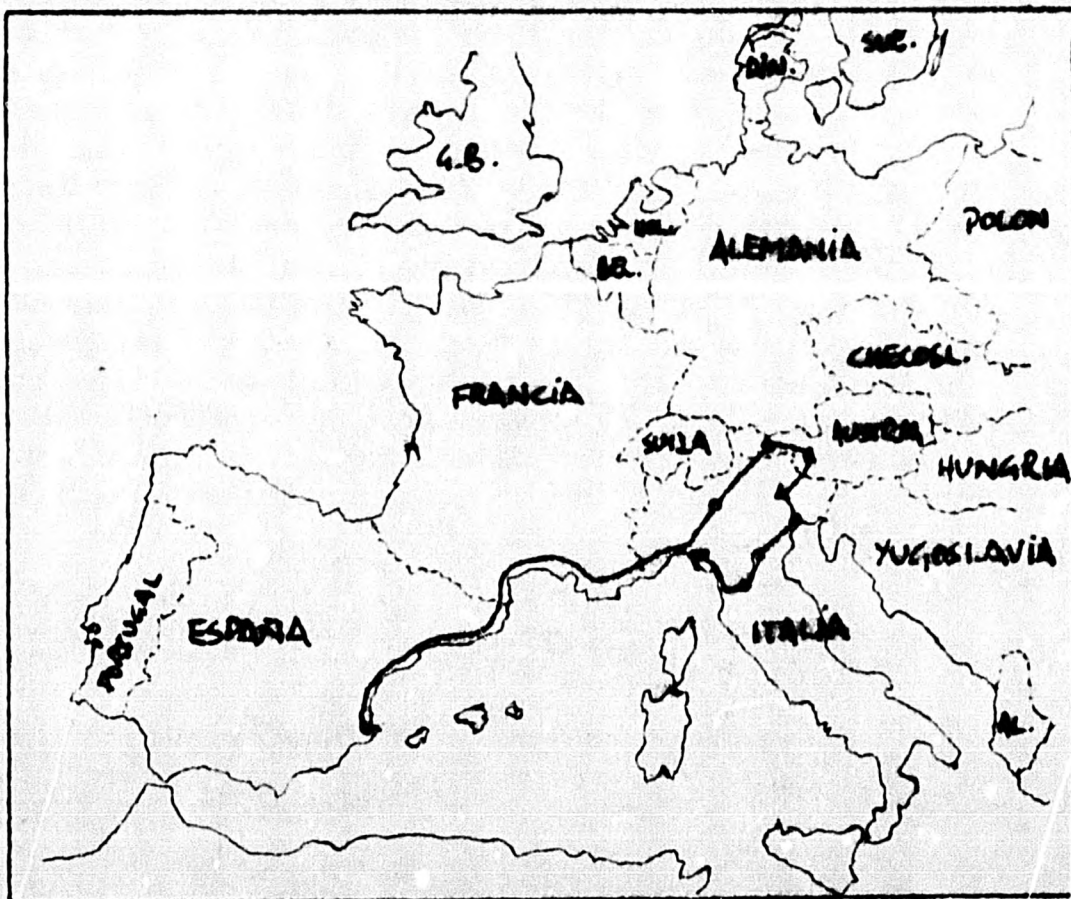 SUE.
DIN.
G.B.
HOL.
POLON
ALEMANIA
BE.
CHECOSL.
FRANCIA
AUSTRIA
SUIZA
HUNGRIA
YUGOSLAVIA
PORTUGAL
ESPAÑA
ITALIA
AL.